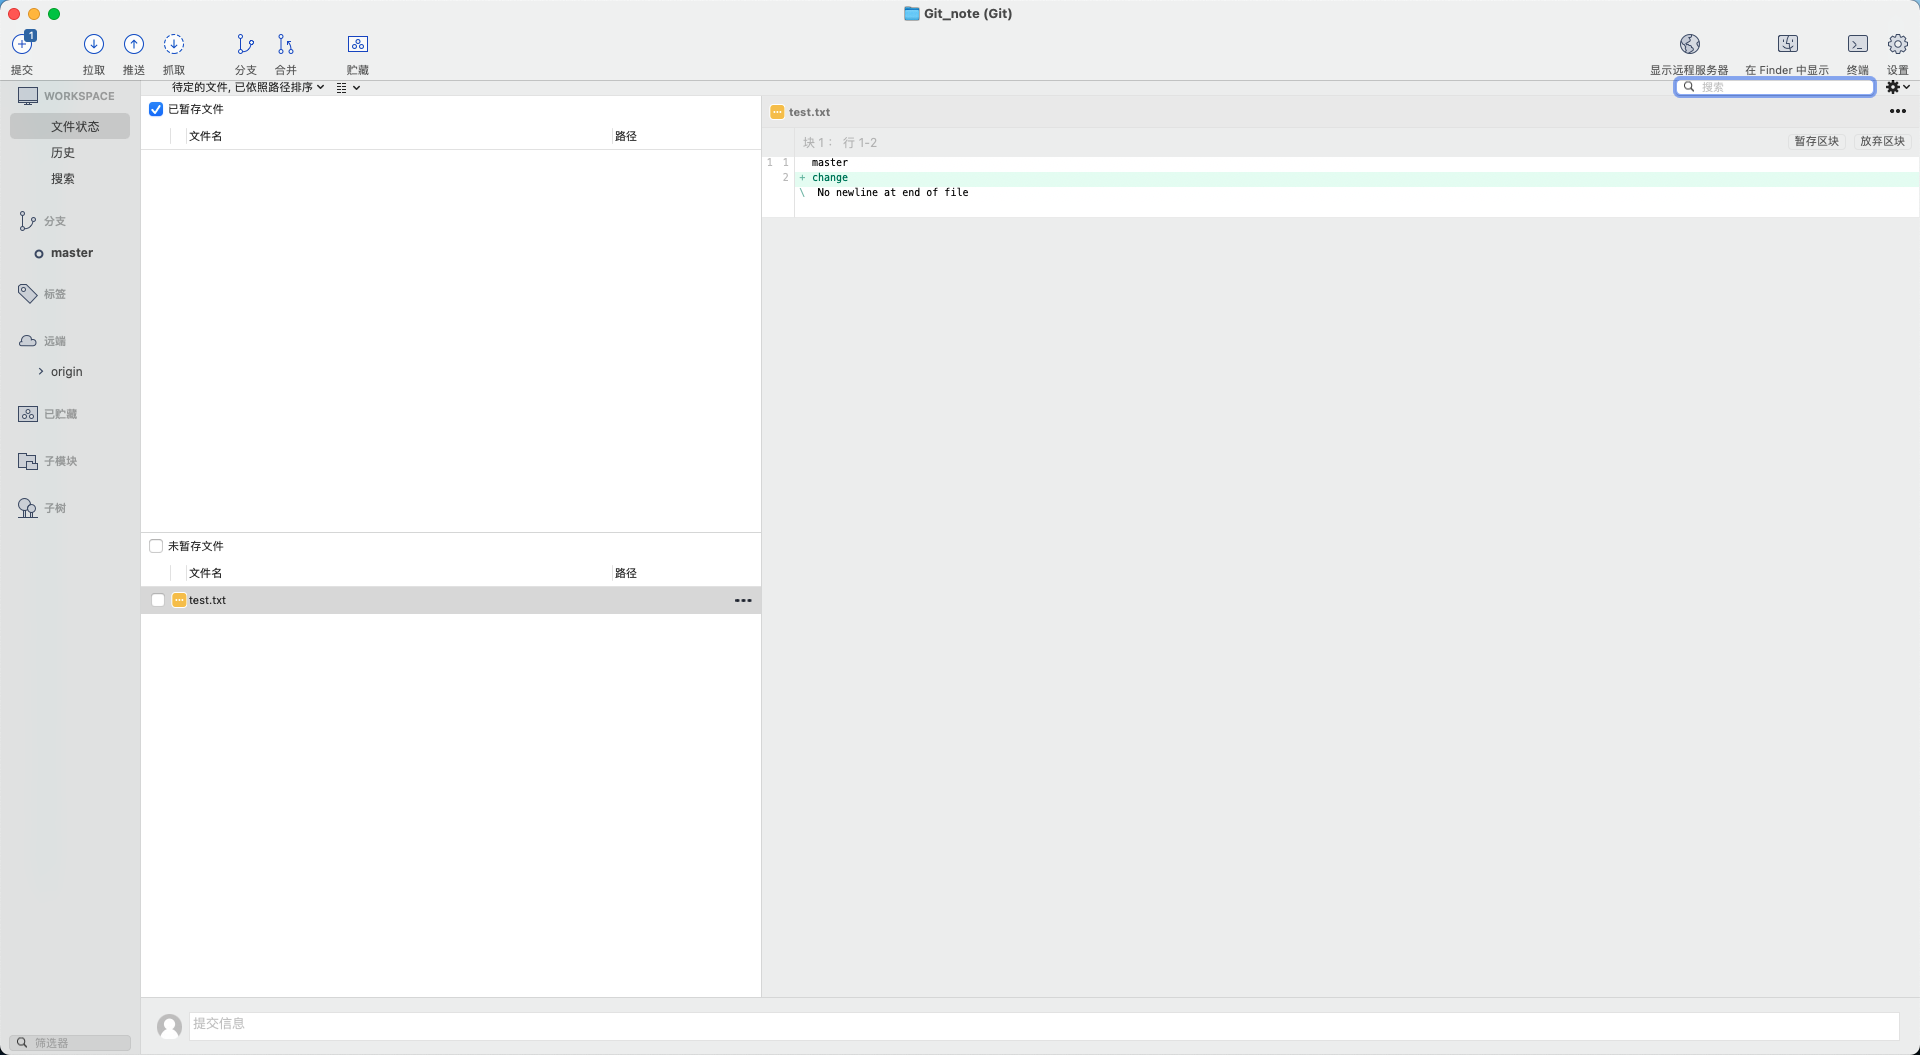 Git_note (Git)
1
提交
拉取
推送
抓取
分支
合并
贮藏
显示远程服务器
在 Finder 中显示
终端
设置
WORKSPACE
文件状态
历史
搜索
分支
master
标签
远端
origin
已贮藏
子模块
子树
筛选器
待定的文件, 已依照路径排序
搜索
已暂存文件
文件名
路径
未暂存文件
文件名
路径
test.txt
test.txt
块 1： 行 1-2
暂存区块
放弃区块
1 1 master
2 + change
\ No newline at end of file
提交信息